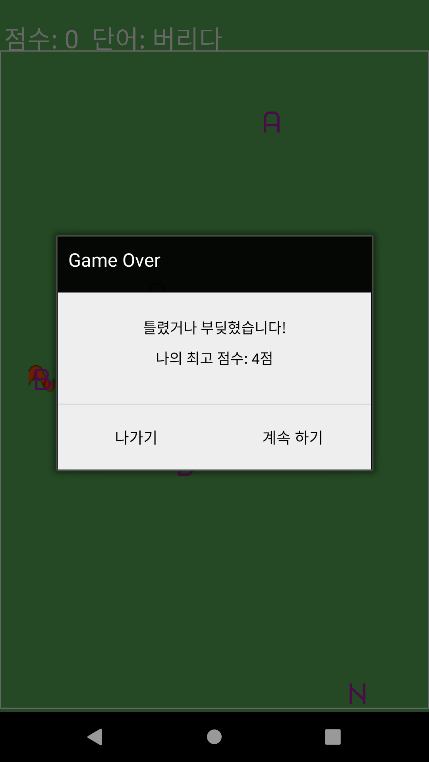 점수: 0 단어: 버리다
A
Game Over
틀렸거나 부딪혔습니다!
나의 최고 점수: 4점
B
나가기 계속 하기
N